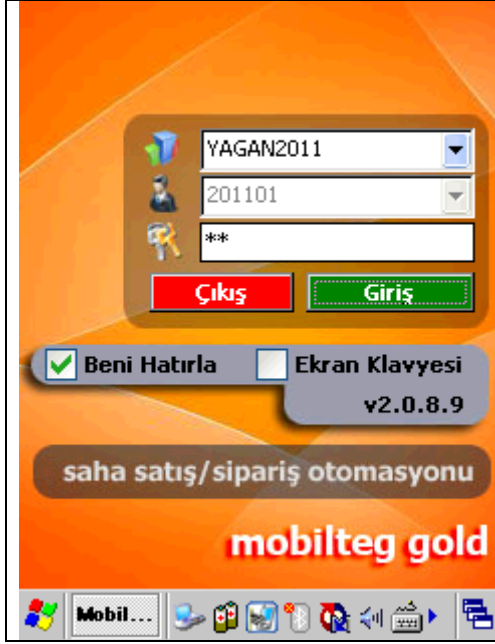 YAGAN2011
201101
**
Çıkış Giriş
Beni Hatırla Ekran Klavyesi
v2.0.8.9
saha satış/sipariş otomasyonu
mobilteg gold
Mobil...